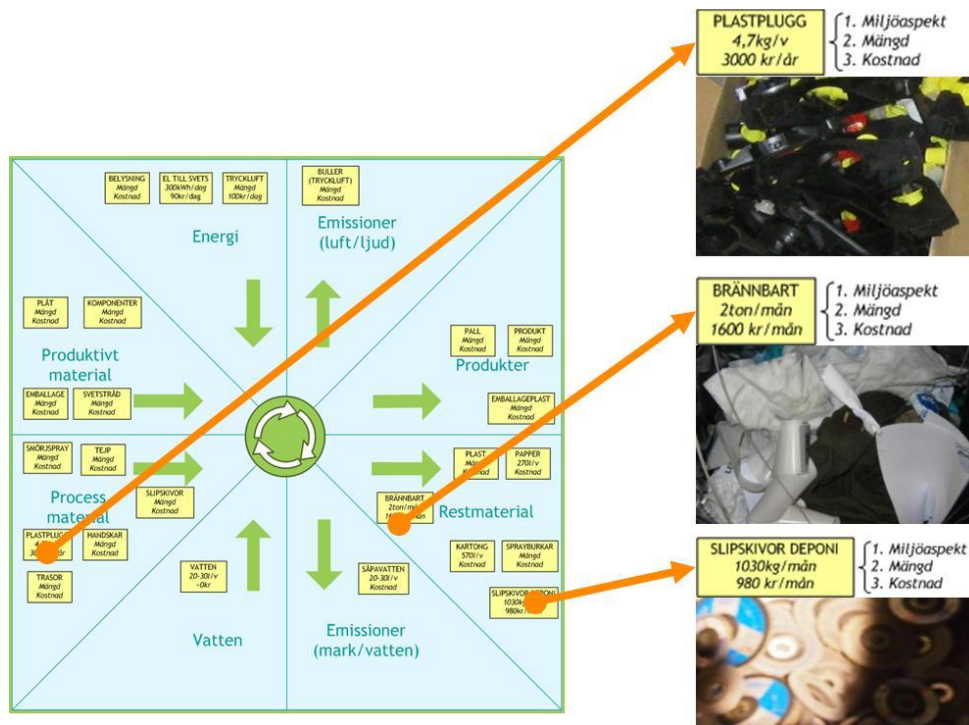 PLASTPLUGG
4,7kg/v
3000 kr/år
1. Miljöaspekt
2. Mängd
3. Kostnad
BELYSNING
Mängd
Kostnad
EL TILL SVETS
300kWh/dag
90kr/dag
TRYCKLUFT
Mängd
100kr/dag
BULLER
(TRYCKLUFT)
Mängd
Kostnad
Energi
Emissioner
(luft/ljud)
PLÅT
Mängd
Kostnad
KOMPONENTER
Mängd
Kostnad
Produktivt
material
EMBALLAGE
Mängd
Kostnad
SVETSTRÅD
Mängd
Kostnad
PALL
Mängd
Kostnad
PRODUKT
Mängd
Kostnad
Produkter
EMBALLAGEPLAST
Mängd
Kostnad
BRÄNNBART
2ton/mån
1600 kr/mån
1. Miljöaspekt
2. Mängd
3. Kostnad
SMÖRJSPRAY
Mängd
Kostnad
TEJP
Mängd
Kostnad
SLIPSKIVOR
Mängd
Kostnad
Process
material
PLASTPLUGG
HANDSKAR
Mängd
Kostnad
TRASOR
Mängd
Kostnad
PLAST
Mängd
Kostnad
PAPPER
270l/v
Kostnad
BRÄNNBART
2ton/mån
Restmaterial
KARTONG
570l/v
Kostnad
SPRAYBURKAR
Mängd
Kostnad
SLIPSKIVOR DEPONI
VATTEN
20-30l/v
~0kr
Vatten
SÅPAVATTEN
20-30l/v
Kostnad
Emissioner
(mark/vatten)
SLIPSKIVOR DEPONI
1030kg/mån
980 kr/mån
1. Miljöaspekt
2. Mängd
3. Kostnad